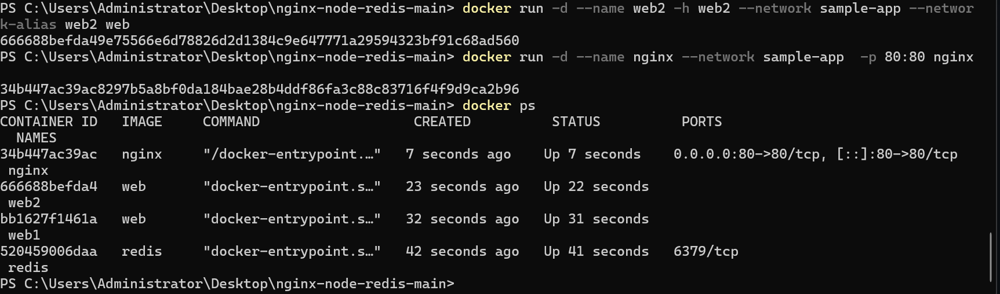 PS C:\Users\Administrator\Desktop\nginx-node-redis-main> docker run -d --name web2 -h web2 --network sample-app --networ
k-alias web2 web
666688befda49e75566e6d78826d2d1384c9e647771a29594323bf91c68ad560
PS C:\Users\Administrator\Desktop\nginx-node-redis-main> docker run -d --name nginx --network sample-app  -p 80:80 nginx
34b447ac39ac8297b5a8bf0da184bae28b4ddf86fa3c88c83716f4f9d9ca2b96
PS C:\Users\Administrator\Desktop\nginx-node-redis-main> docker ps
CONTAINER ID   IMAGE     COMMAND                   CREATED          STATUS          PORTS
  NAMES
34b447ac39ac   nginx     "/docker-entrypoint.…"   7 seconds ago    Up 7 seconds    0.0.0.0:80->80/tcp, [::]:80->80/tcp
 nginx
666688befda4   web       "docker-entrypoint.s…"   23 seconds ago   Up 22 seconds
 web2
bb1627f1461a   web       "docker-entrypoint.s…"   32 seconds ago   Up 31 seconds
 web1
520459006daa   redis     "docker-entrypoint.s…"   42 seconds ago   Up 41 seconds   6379/tcp
 redis
PS C:\Users\Administrator\Desktop\nginx-node-redis-main>